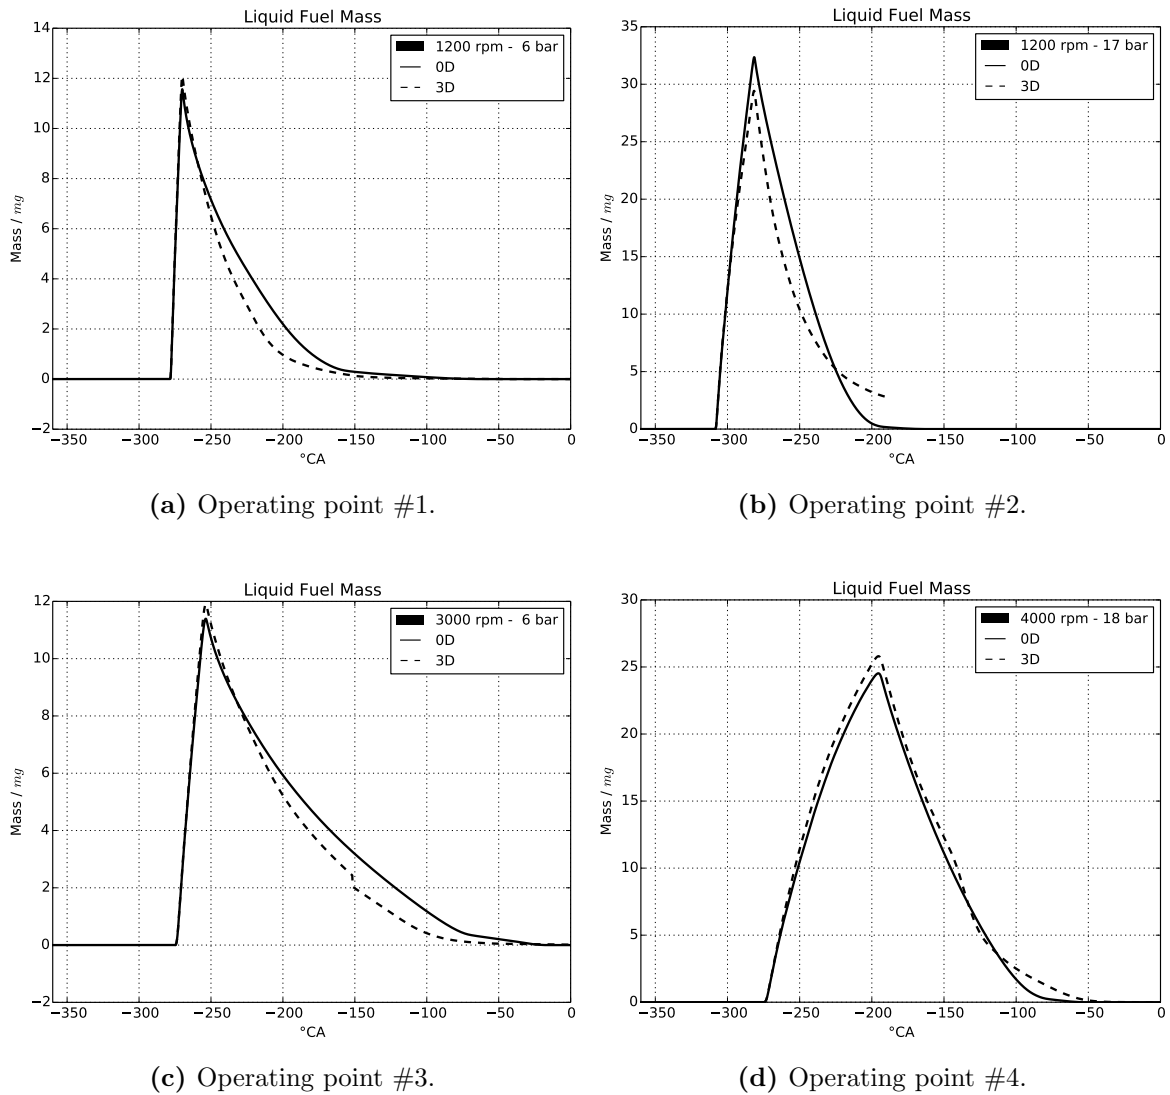 Liquid Fuel Mass
14
12
10
8
6
4
2
0
−2
Mass / mg
1200 rpm - 6 bar
0D
3D
−350 −300 −250 −200 −150 −100 −50 0
°CA
(a) Operating point #1.
Liquid Fuel Mass
35
30
25
20
15
10
5
0
Mass / mg
1200 rpm - 17 bar
0D
3D
−350 −300 −250 −200 −150 −100 −50 0
°CA
(b) Operating point #2.
Liquid Fuel Mass
12
10
8
6
4
2
0
−2
Mass / mg
3000 rpm - 6 bar
0D
3D
−350 −300 −250 −200 −150 −100 −50 0
°CA
(c) Operating point #3.
Liquid Fuel Mass
30
25
20
15
10
5
0
Mass / mg
4000 rpm - 18 bar
0D
3D
−350 −300 −250 −200 −150 −100 −50 0
°CA
(d) Operating point #4.